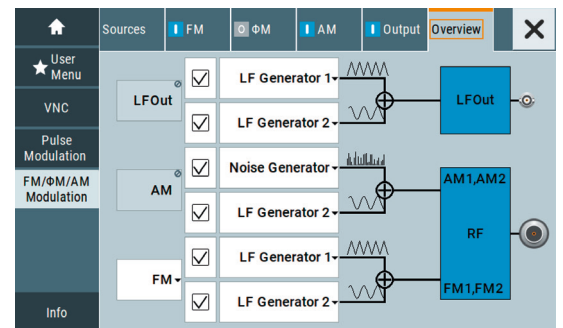 Sources
I FM
O ΦM
I AM
I Output
Overview
User
Menu
VNC
Pulse
Modulation
FM/ΦM/AM
Modulation
Info
LFOut
LF Generator 1
LF Generator 2
LFOut
AM
Noise Generator
LF Generator 2
AM1,AM2
RF
FM
LF Generator 1
LF Generator 2
FM1,FM2